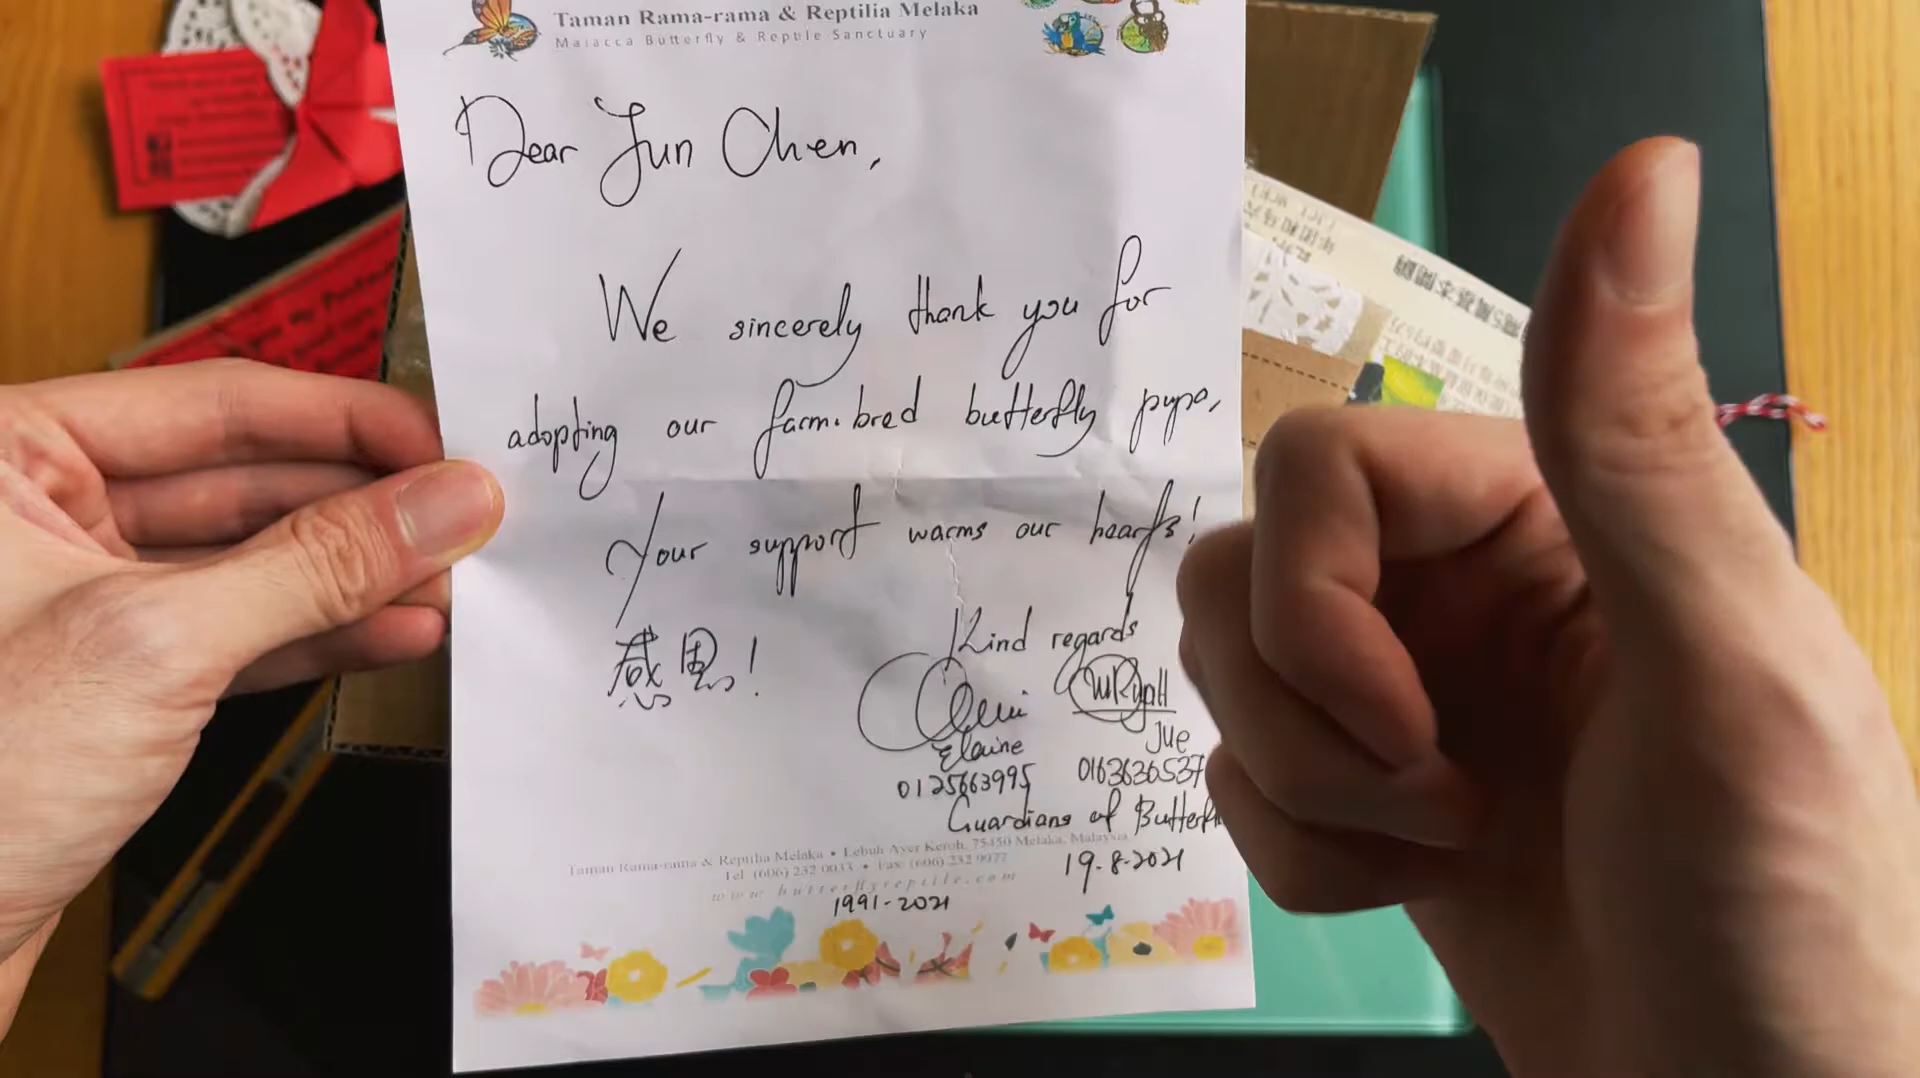 Taman Rama-rama & Reptilia Melaka
Malacca Butterfly & Reptile Sanctuary
Dear Jun Chen,
We sincerely thank you for
adopting our farm.bred butterfly pupa,
Your support warms our hearts!
感恩!
Kind regards
Elaine
Jue
0125663995
0163636537
Guardians of Butterfl
Taman Rama-rama & Reptilia Melaka • Lebuh Ayer Keroh, 75450 Melaka, Malaysia
Tel (606) 232 0033 • Fax: (606) 232 9977
www.butterflyreptile.com
19.8.2021
1991-2021